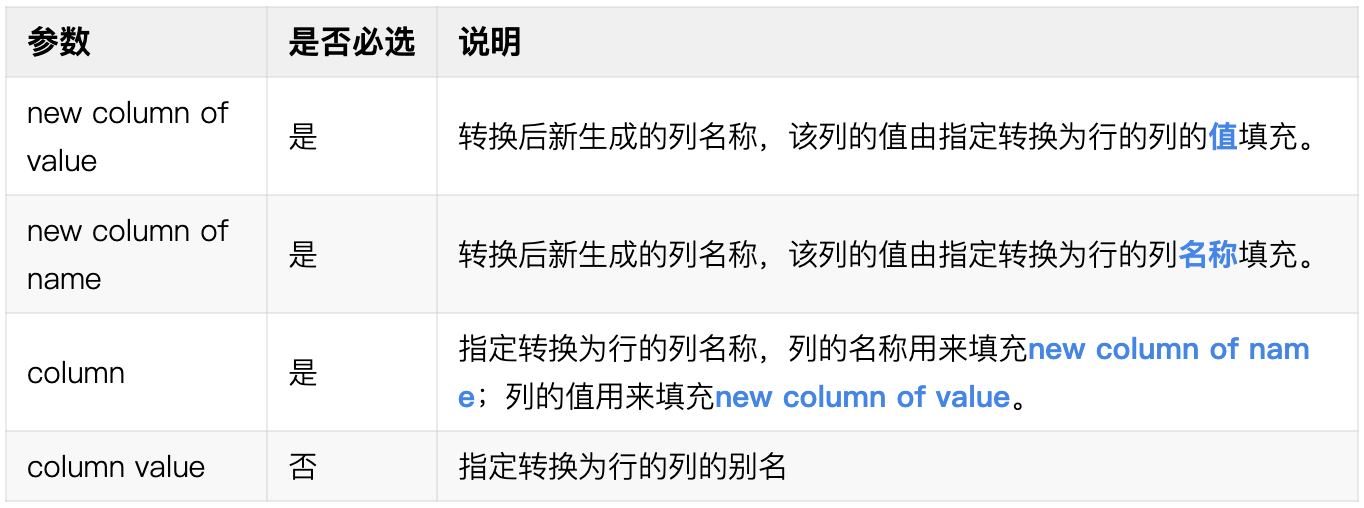 参数 是否必选 说明
new column of
value
是
转换后新生成的列名称，该列的值由指定转换为行的列的值填充。
new column of
name
是
转换后新生成的列名称，该列的值由指定转换为行的列名称填充。
column
是
指定转换为行的列名称，列的名称用来填充new column of nam
e；列的值用来填充new column of value。
column value 否 指定转换为行的列的别名